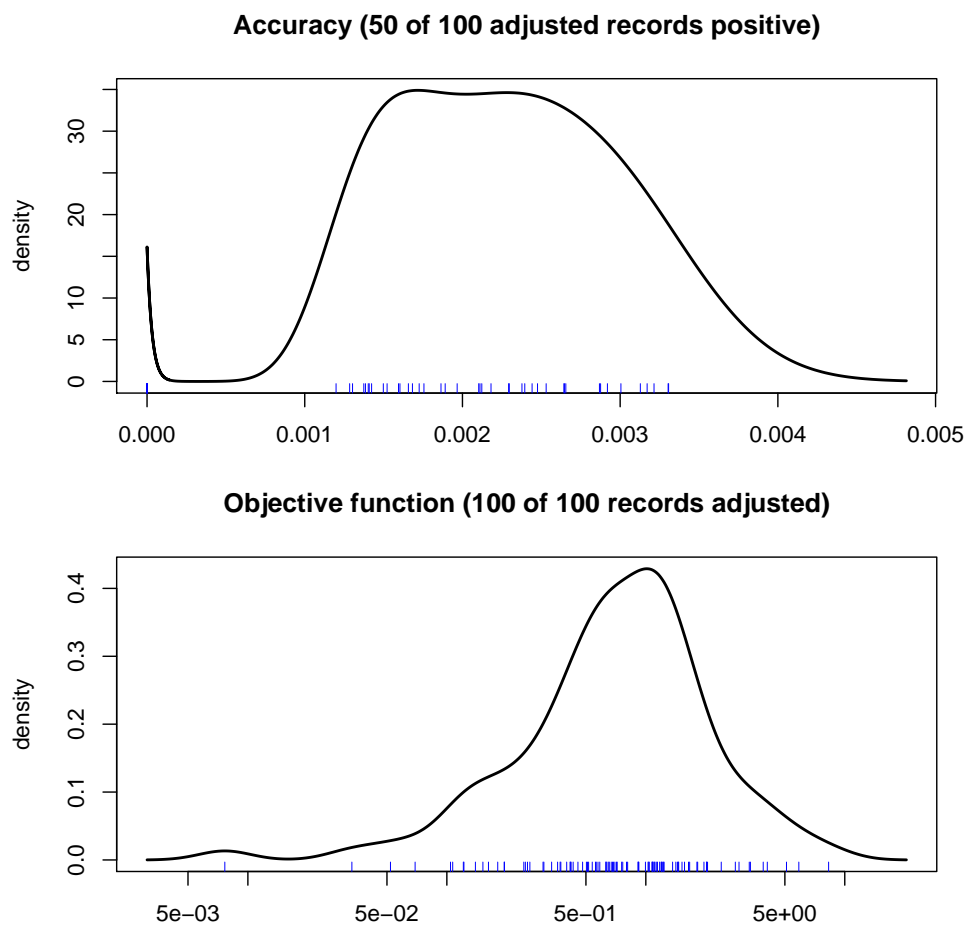 Accuracy (50 of 100 adjusted records positive)
density
30
20
10
5
0
0.000 0.001 0.002 0.003 0.004 0.005
Objective function (100 of 100 records adjusted)
density
0.4
0.3
0.2
0.1
0.0
5e−03 5e−02 5e−01 5e+00